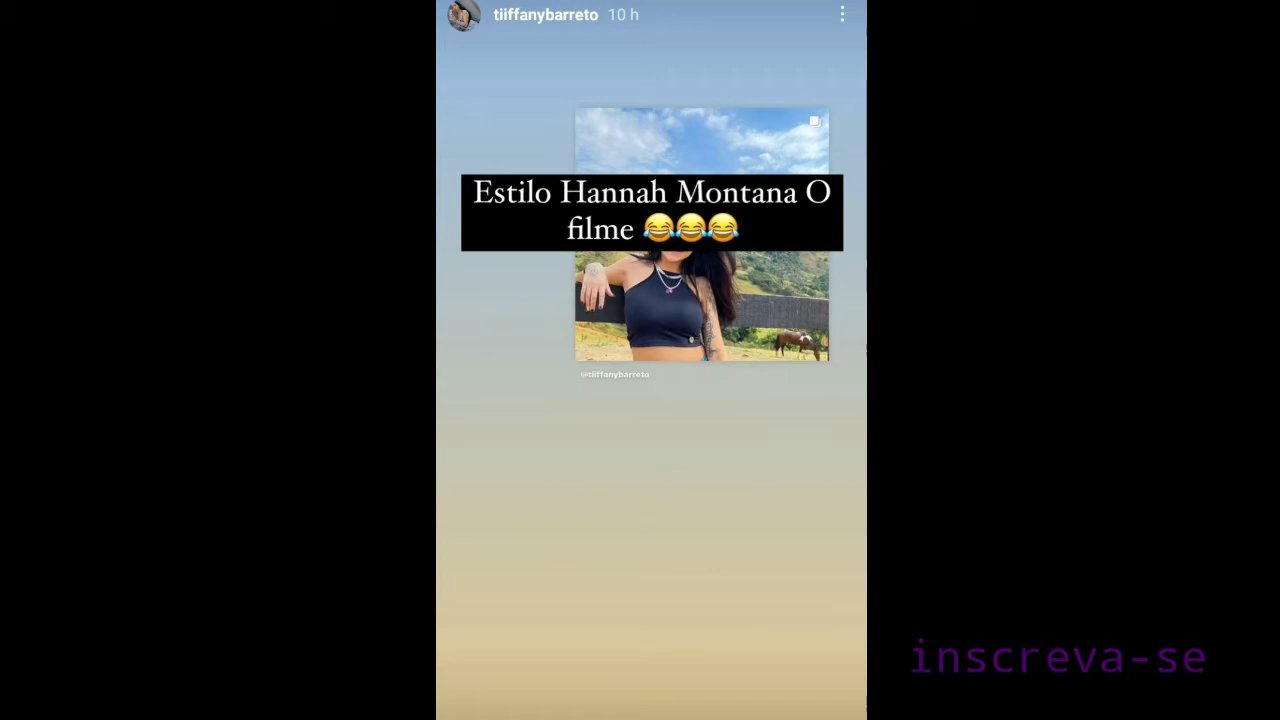 tiiffanybarreto 10 h
Estilo Hannah Montana O
filme 😂😂😂
@tiiffanybarreto
inscreva-se